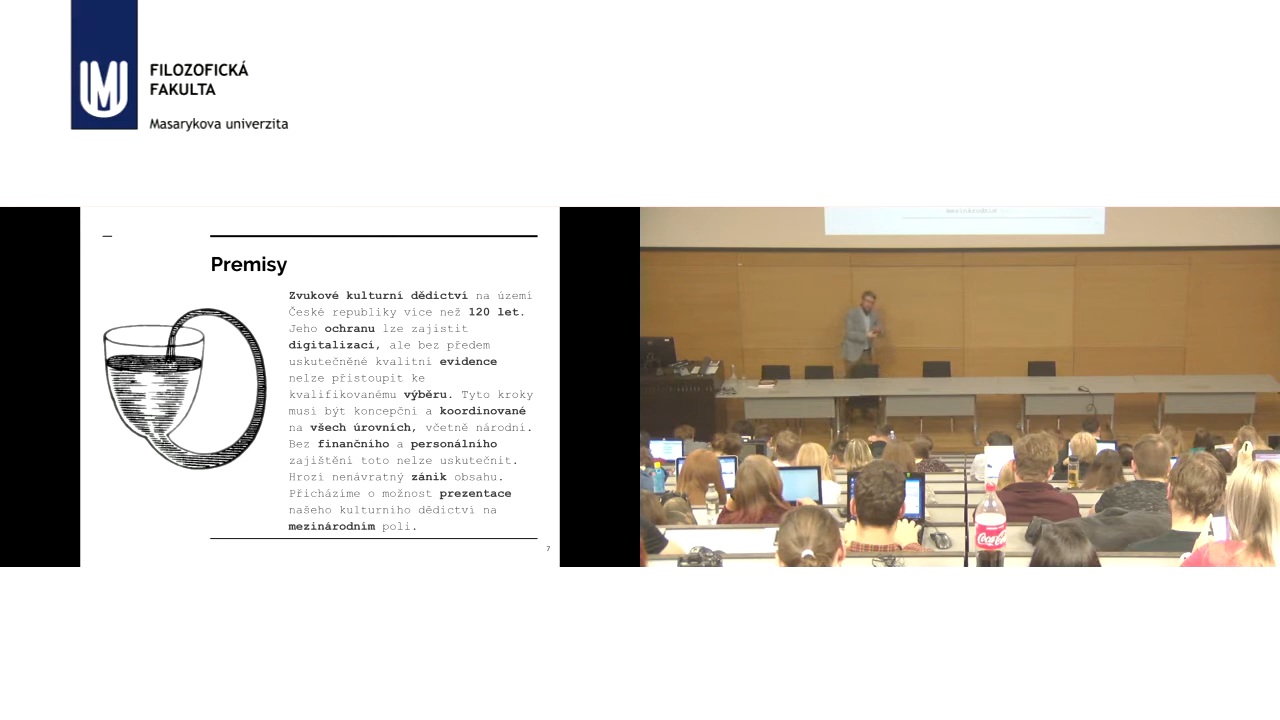 FILOZOFICKÁ
FAKULTA
Masarykova univerzita
Premisy
Zvukové kulturní dědictví na území
České republiky více než 120 let.
Jeho ochranu lze zajistit
digitalizací, ale bez předem
uskutečněné kvalitní evidence
nelze přistoupit ke
kvalifikovanému výběru. Tyto kroky
musí být koncepční a koordinované
na všech úrovních, včetně národní.
Bez finančního a personálního
zajištění toto nelze uskutečnit.
Hrozí nenávratný zánik obsahu.
Přicházíme o možnost prezentace
našeho kulturního dědictví na
mezinárodním poli.
7
mezinárodním
Coca-Cola